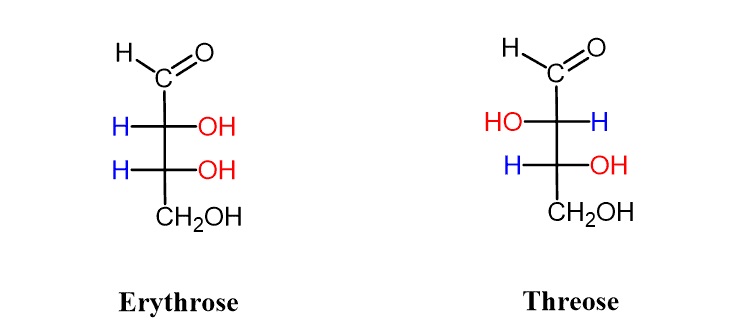 H O
C
H OH
H OH
CH₂OH
Erythrose
H O
C
HO H
H OH
CH₂OH
Threose